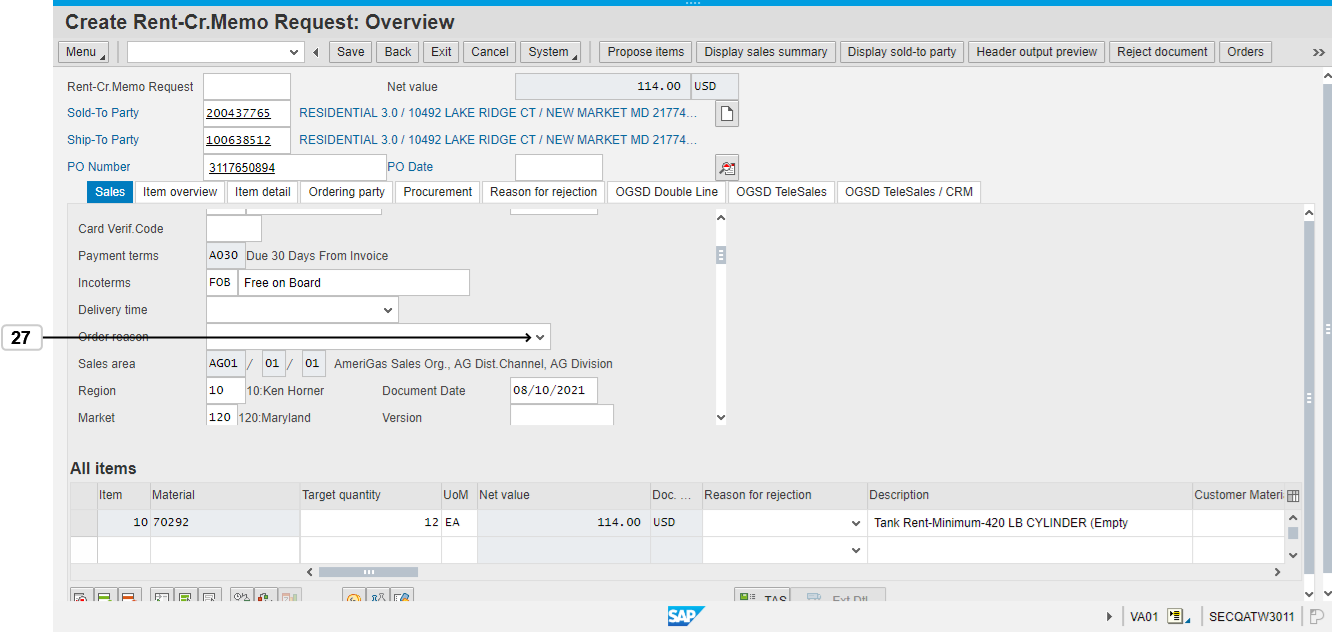 Create Rent-Cr.Memo Request: Overview
Menu Save Back Exit Cancel System Propose items Display sales summary Display sold-to party Header output preview Reject document Orders
Rent-Cr.Memo Request Net value 114.00 USD
Sold-To Party 200437765 RESIDENTIAL 3.0 / 10492 LAKE RIDGE CT / NEW MARKET MD 21774...
Ship-To Party 100638512 RESIDENTIAL 3.0 / 10492 LAKE RIDGE CT / NEW MARKET MD 21774...
PO Number 3117650894 PO Date
Sales Item overview Item detail Ordering party Procurement Reason for rejection OGSD Double Line OGSD TeleSales OGSD TeleSales / CRM
Card Verif.Code
Payment terms A030 Due 30 Days From Invoice
Incoterms FOB Free on Board
Delivery time
27 Order reason
Sales area AG01 / 01 / 01 AmeriGas Sales Org., AG Dist.Channel, AG Division
Region 10 10:Ken Horner Document Date 08/10/2021
Market 120 120:Maryland Version
All items
Item Material Target quantity UoM Net value Doc. ... Reason for rejection Description Customer Materi
10 70292 12 EA 114.00 USD Tank Rent-Minimum-420 LB CYLINDER (Empty
TAS Ext Dtl
SAP VA01 SECQATW3011